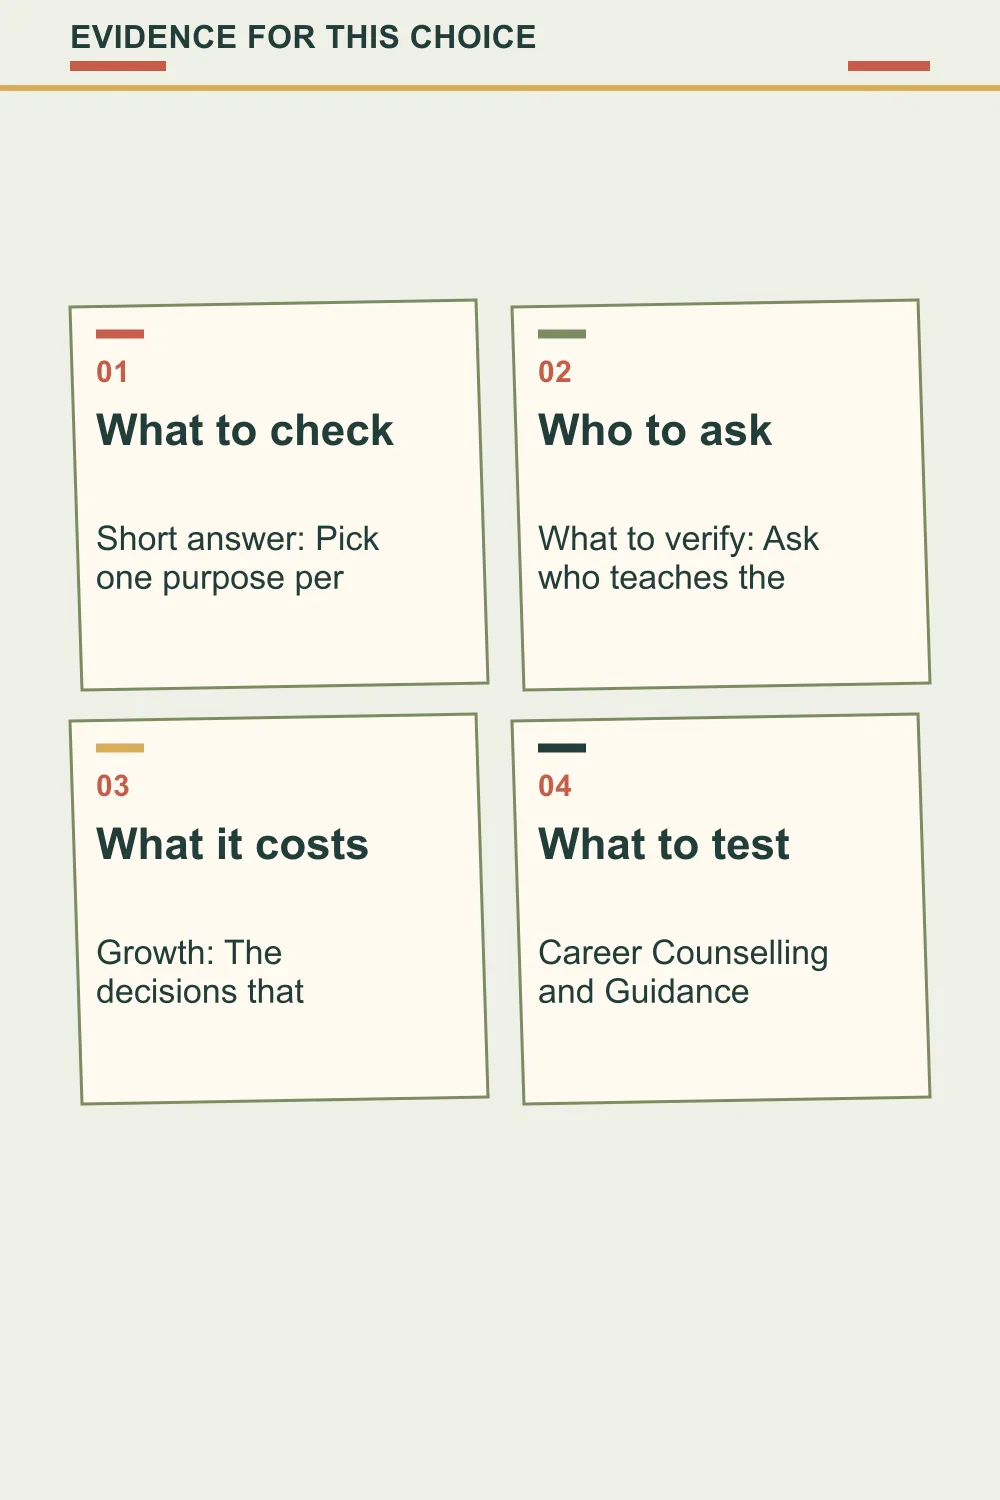 EVIDENCE FOR THIS CHOICE
01
What to check
Short answer: Pick
one purpose per
02
Who to ask
What to verify: Ask
who teaches the
03
What it costs
Growth: The
decisions that
04
What to test
Career Counselling
and Guidance